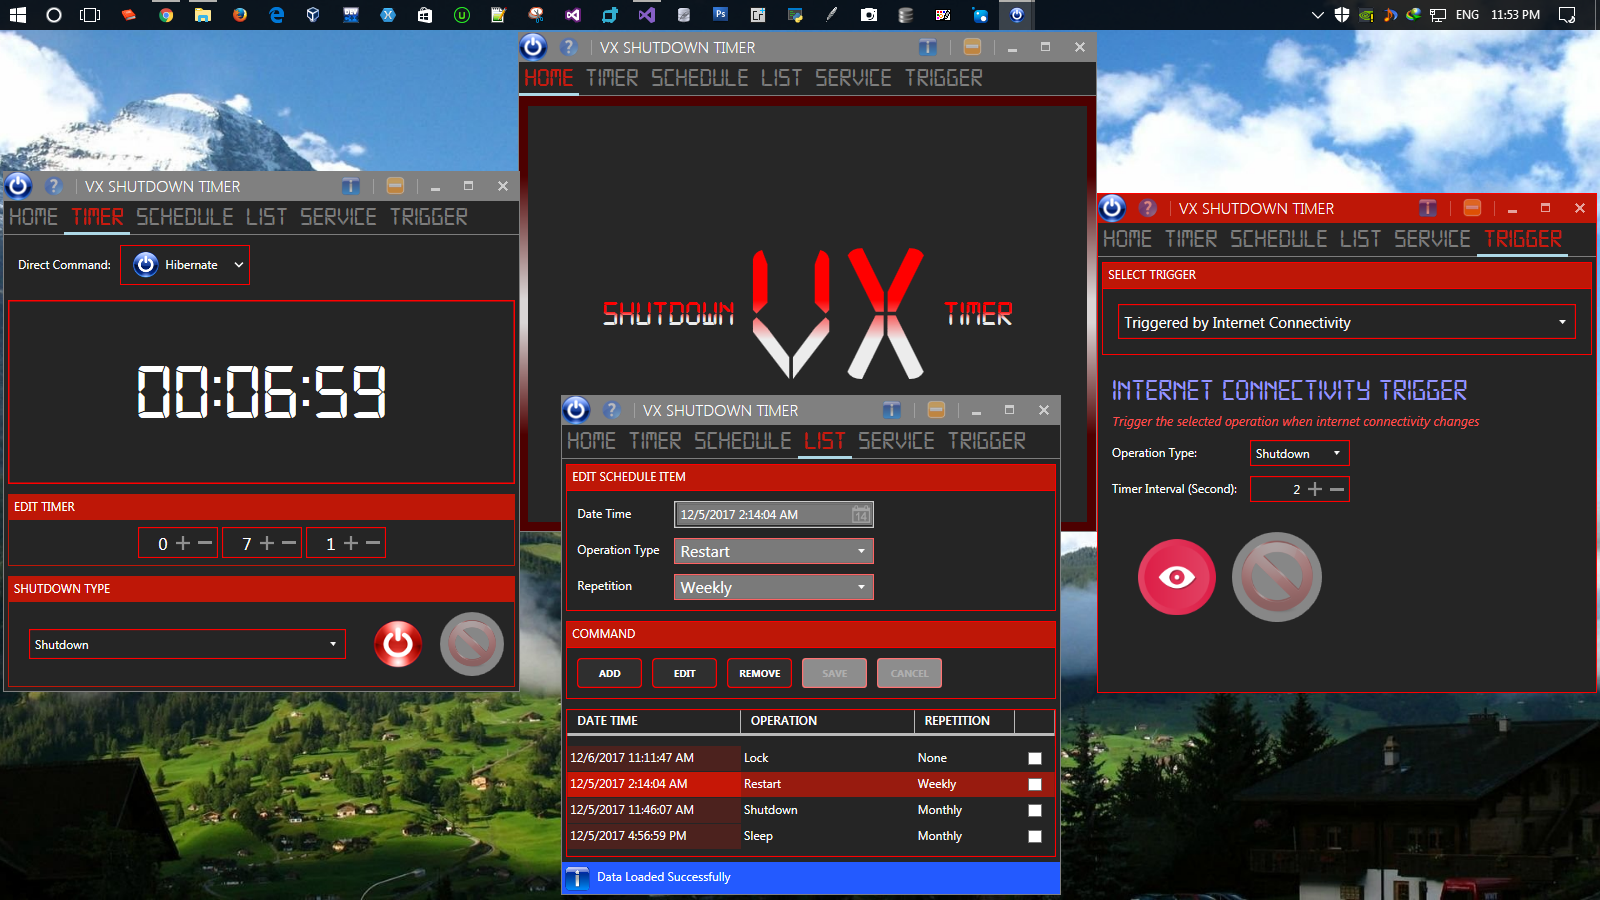 ENG 11:53 PM
VX SHUTDOWN TIMER
HOME TIMER SCHEDULE LIST SERVICE TRIGGER
SHUTDOWN VX TIMER
VX SHUTDOWN TIMER
HOME TIMER SCHEDULE LIST SERVICE TRIGGER
Direct Command: Hibernate
00:06:59
EDIT TIMER
0 + − 7 + − 1 + −
SHUTDOWN TYPE
Shutdown
VX SHUTDOWN TIMER
HOME TIMER SCHEDULE LIST SERVICE TRIGGER
EDIT SCHEDULE ITEM
Date Time 12/5/2017 2:14:04 AM 14
Operation Type Restart
Repetition Weekly
COMMAND
ADD EDIT REMOVE SAVE CANCEL
DATE TIME OPERATION REPETITION
12/6/2017 11:11:47 AM Lock None
12/5/2017 2:14:04 AM Restart Weekly
12/5/2017 11:46:07 AM Shutdown Monthly
12/5/2017 4:56:59 PM Sleep Monthly
Data Loaded Successfully
VX SHUTDOWN TIMER
HOME TIMER SCHEDULE LIST SERVICE TRIGGER
SELECT TRIGGER
Triggered by Internet Connectivity
INTERNET CONNECTIVITY TRIGGER
Trigger the selected operation when internet connectivity changes
Operation Type: Shutdown
Timer Interval (Second): 2 + −